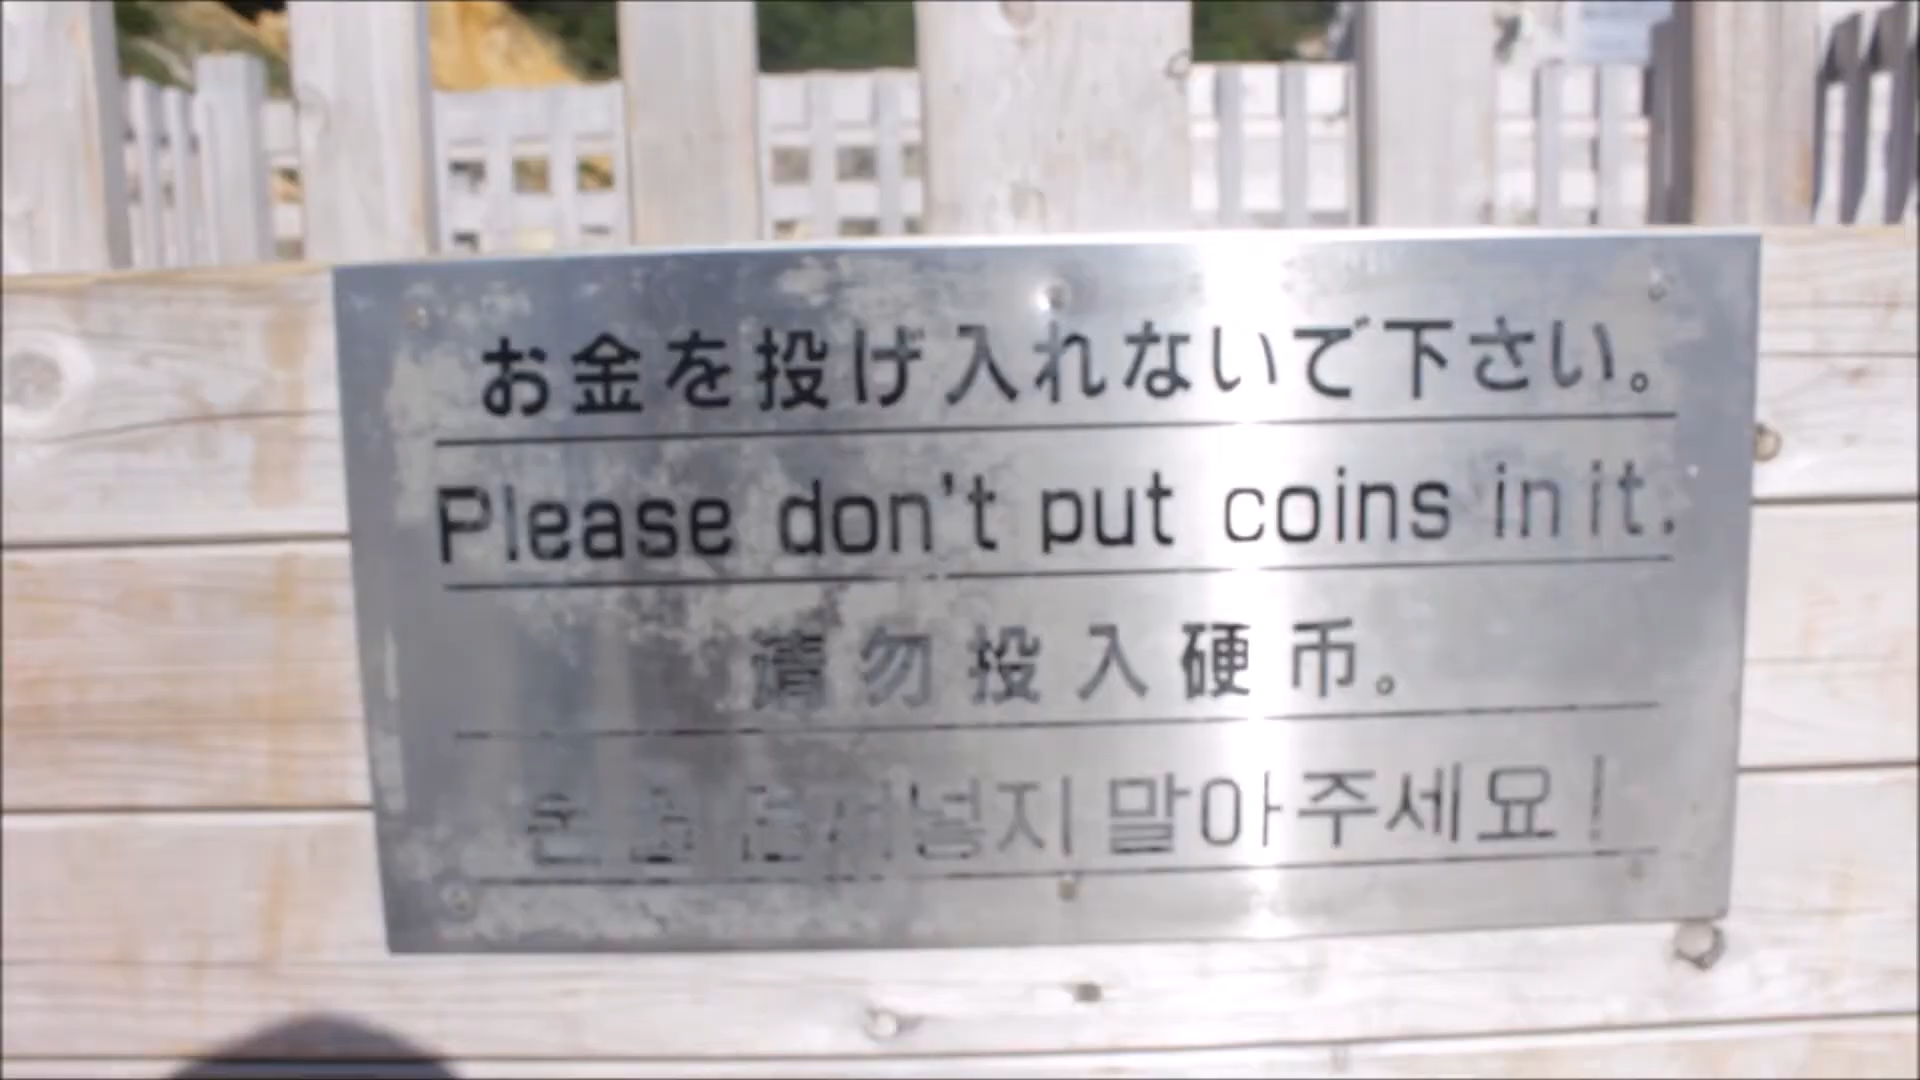 お金を投げ入れないで下さい。
Please don't put coins in it.
请勿投入硬币。
넣지 말아주세요!